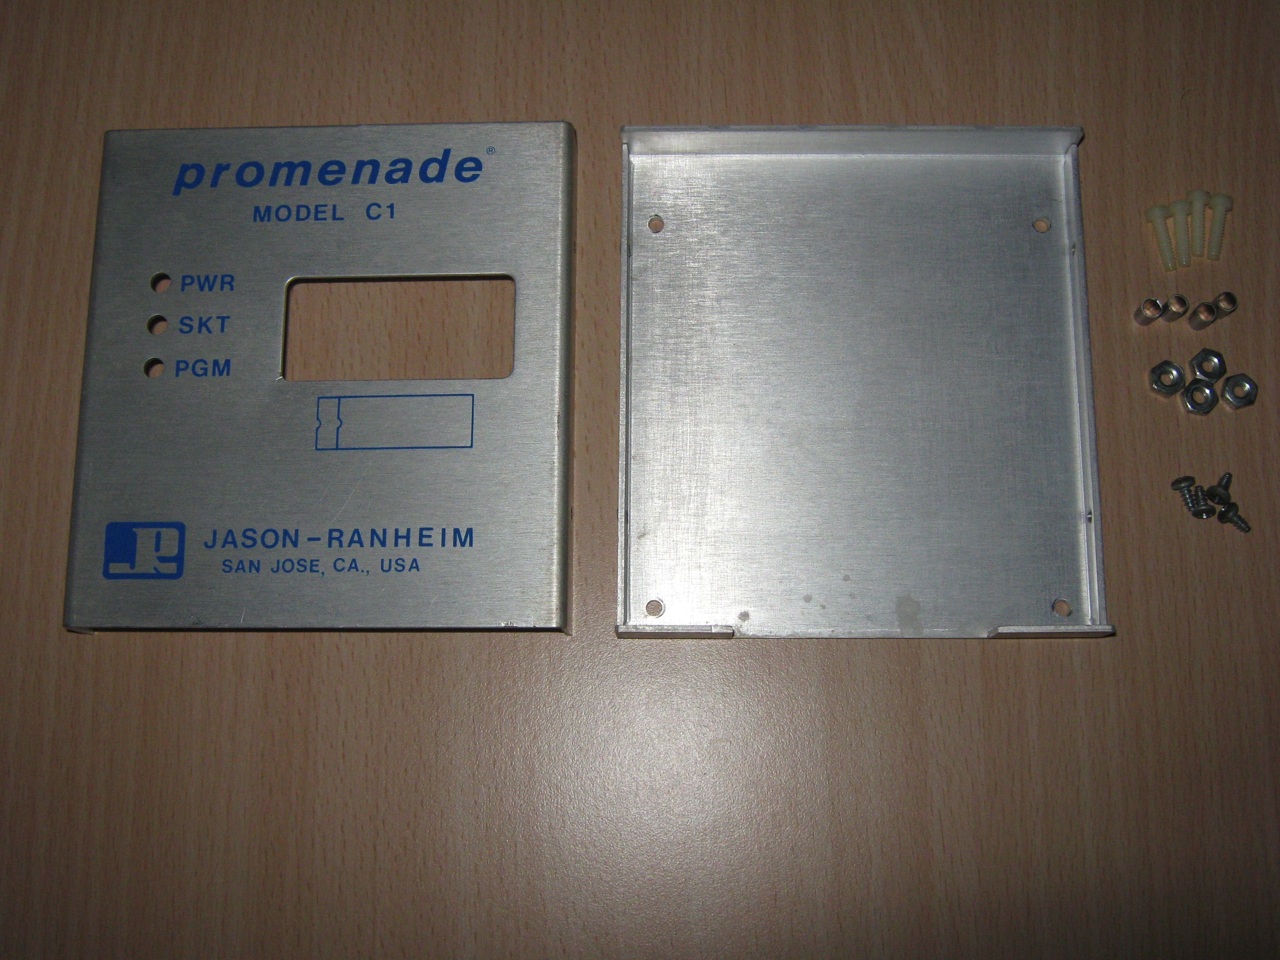 promenade®
MODEL C1
PWR
SKT
PGM
JASON-RANHEIM
SAN JOSE, CA., USA